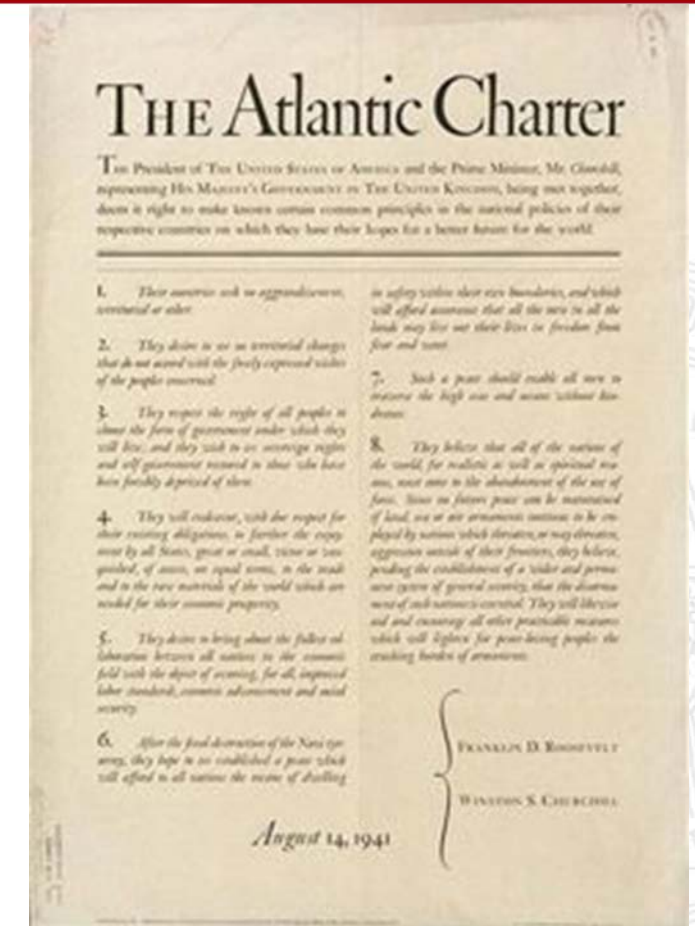 THE Atlantic Charter
THE President of THE UNITED STATES OF AMERICA and the Prime Minister, Mr. Churchill,
representing HIS MAJESTY'S GOVERNMENT IN THE UNITED KINGDOM, being met together,
deem it right to make known certain common principles in the national policies of their
respective countries on which they base their hopes for a better future for the world.
1. Their countries seek no aggrandizement,
territorial or other.
2. They desire to see no territorial changes
that do not accord with the freely expressed wishes
of the peoples concerned.
3. They respect the right of all peoples to
choose the form of government under which they
will live; and they wish to see sovereign rights
and self government restored to those who have
been forcibly deprived of them.
4. They will endeavor, with due respect for
their existing obligations, to further the enjoy-
ment by all States, great or small, victor or van-
quished, of access, on equal terms, to the trade
and to the raw materials of the world which are
needed for their economic prosperity.
5. They desire to bring about the fullest col-
laboration between all nations in the economic
field with the object of securing, for all, improved
labor standards, economic advancement and social
security.
6. After the final destruction of the Nazi tyr-
anny, they hope to see established a peace which
will afford to all nations the means of dwelling
in safety within their own boundaries, and which
will afford assurance that all the men in all the
lands may live out their lives in freedom from
fear and want.
7. Such a peace should enable all men to
traverse the high seas and oceans without hin-
drance.
8. They believe that all of the nations of
the world, for realistic as well as spiritual rea-
sons, must come to the abandonment of the use of
force. Since no future peace can be maintained
if land, sea or air armaments continue to be em-
ployed by nations which threaten, or may threaten,
aggression outside of their frontiers, they believe,
pending the establishment of a wider and perma-
nent system of general security, that the disarma-
ment of such nations is essential. They will likewise
aid and encourage all other practicable measures
which will lighten for peace-loving peoples the
crushing burden of armaments.
FRANKLIN D. ROOSEVELT
WINSTON S. CHURCHILL
August 14, 1941